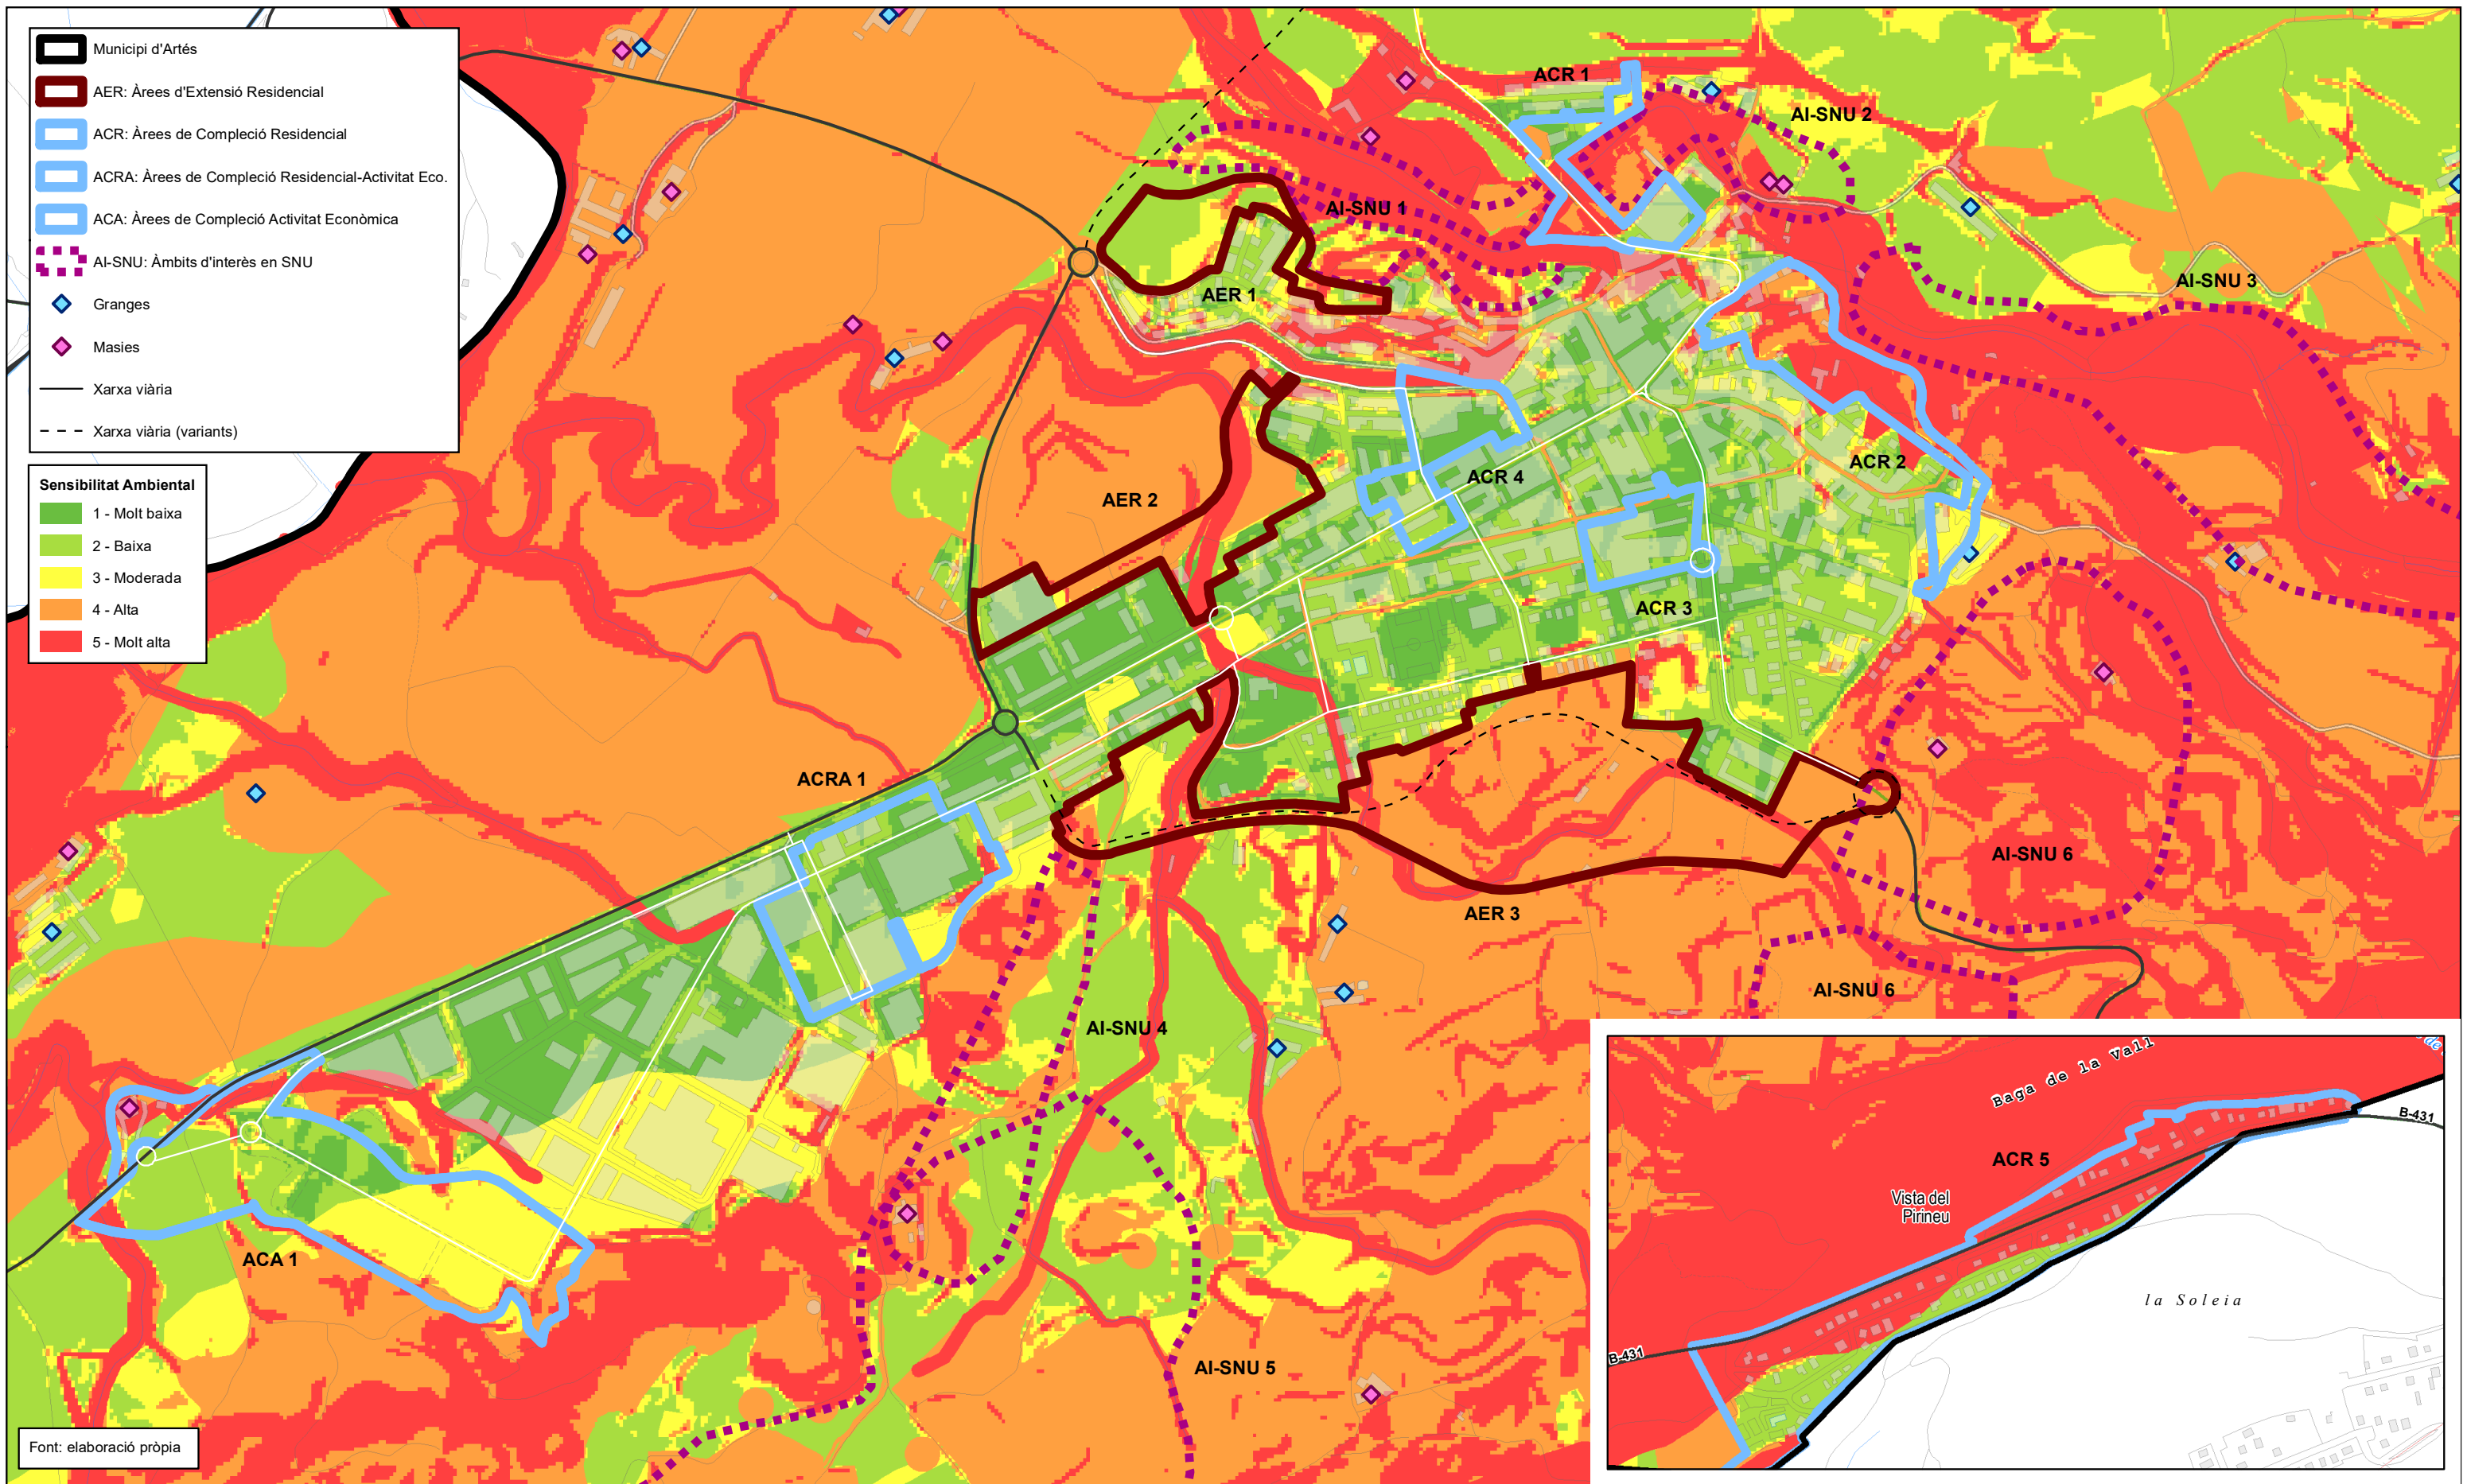 Municipi d'Artés
AER: Àrees d'Extensió Residencial
ACR: Àrees de Compleció Residencial
ACRA: Àrees de Compleció Residencial-Activitat Eco.
ACA: Àrees de Compleció Activitat Econòmica
AI-SNU: Àmbits d'interès en SNU
Granges
Masies
Xarxa viària
Xarxa viària (variants)
Sensibilitat Ambiental
1 - Molt baixa
2 - Baixa
3 - Moderada
4 - Alta
5 - Molt alta
ACR 1
AI-SNU 2
AI-SNU 1
AI-SNU 3
AER 1
ACR 2
ACR 4
AER 2
ACR 3
ACRA 1
AI-SNU 6
AER 3
AI-SNU 6
AI-SNU 4
ACA 1
AI-SNU 5
Baga de la Vall
B-431
ACR 5
Vista del
Pirineu
la Soleia
B-431
Font: elaboració pròpia